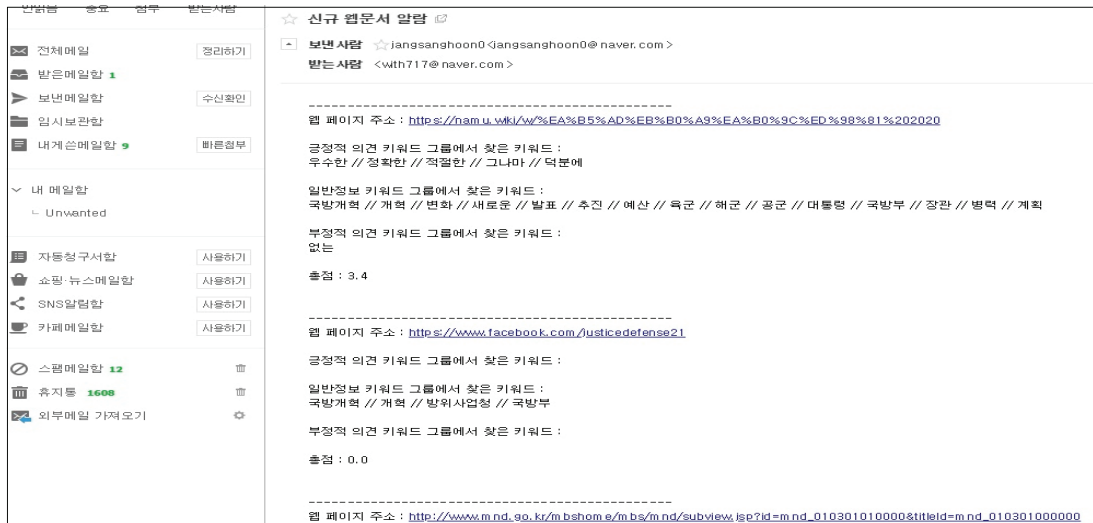 안읽음 중요 첨부 받는사람
전체메일 정리하기
받은메일함 1
보낸메일함 수신확인
임시보관함
내게쓴메일함 9 빠른첨부
내 메일함
Unwanted
자동청구서함 사용하기
쇼핑·뉴스메일함 사용하기
SNS알림함 사용하기
카페메일함 사용하기
스팸메일함 12
휴지통 1608
외부메일 가져오기
신규 웹문서 알람
보낸사람 jangsanghoon0<jangsanghoon0@naver.com>
받는사람 <with717@naver.com>
-----------------------------------------------
웹 페이지 주소 : https://namu.wiki/w/%EA%B5%AD%EB%B0%A9%EA%B0%9C%ED%98%81%202020
긍정적 의견 키워드 그룹에서 찾은 키워드 :
우수한 // 정확한 // 적절한 // 그나마 // 덕분에
일반정보 키워드 그룹에서 찾은 키워드 :
국방개혁 // 개혁 // 변화 // 새로운 // 발표 // 추진 // 예산 // 육군 // 해군 // 공군 // 대통령 // 국방부 // 장관 // 병력 // 계획
부정적 의견 키워드 그룹에서 찾은 키워드 :
없는
총점 : 3.4
-----------------------------------------------
웹 페이지 주소 : https://www.facebook.com/justicedefense21
긍정적 의견 키워드 그룹에서 찾은 키워드 :
일반정보 키워드 그룹에서 찾은 키워드 :
국방개혁 // 개혁 // 방위사업청 // 국방부
부정적 의견 키워드 그룹에서 찾은 키워드 :
총점 : 0.0
-----------------------------------------------
웹 페이지 주소 : http://www.mnd.go.kr/mbshome/mbs/mnd/subview.jsp?id=mnd_010301010000&titleId=mnd_010301000000